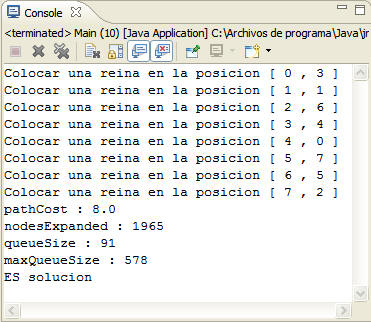 Console
<terminated> Main (10) [Java Application] C:\Archivos de programa\Java\jr
Colocar una reina en la posicion [ 0 , 3 ]
Colocar una reina en la posicion [ 1 , 1 ]
Colocar una reina en la posicion [ 2 , 6 ]
Colocar una reina en la posicion [ 3 , 4 ]
Colocar una reina en la posicion [ 4 , 0 ]
Colocar una reina en la posicion [ 5 , 7 ]
Colocar una reina en la posicion [ 6 , 5 ]
Colocar una reina en la posicion [ 7 , 2 ]
pathCost : 8.0
nodesExpanded : 1965
queueSize : 91
maxQueueSize : 578
ES solucion